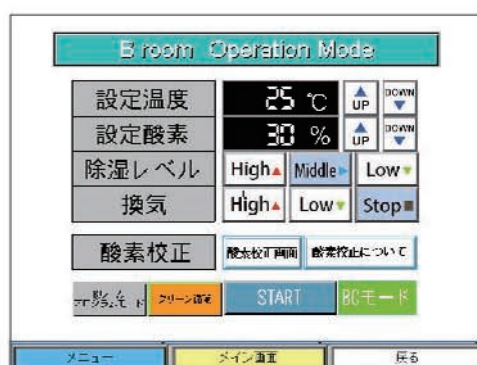 B room Operation Mode
設定温度 25 ℃ UP DOWN
設定酸素 30 % UP DOWN
除湿レベル High Middle Low
換気 High Low Stop
酸素校正 酸素校正画面 酸素校正について
クリーン運転 START BCモード
メニュー メイン画面 戻る